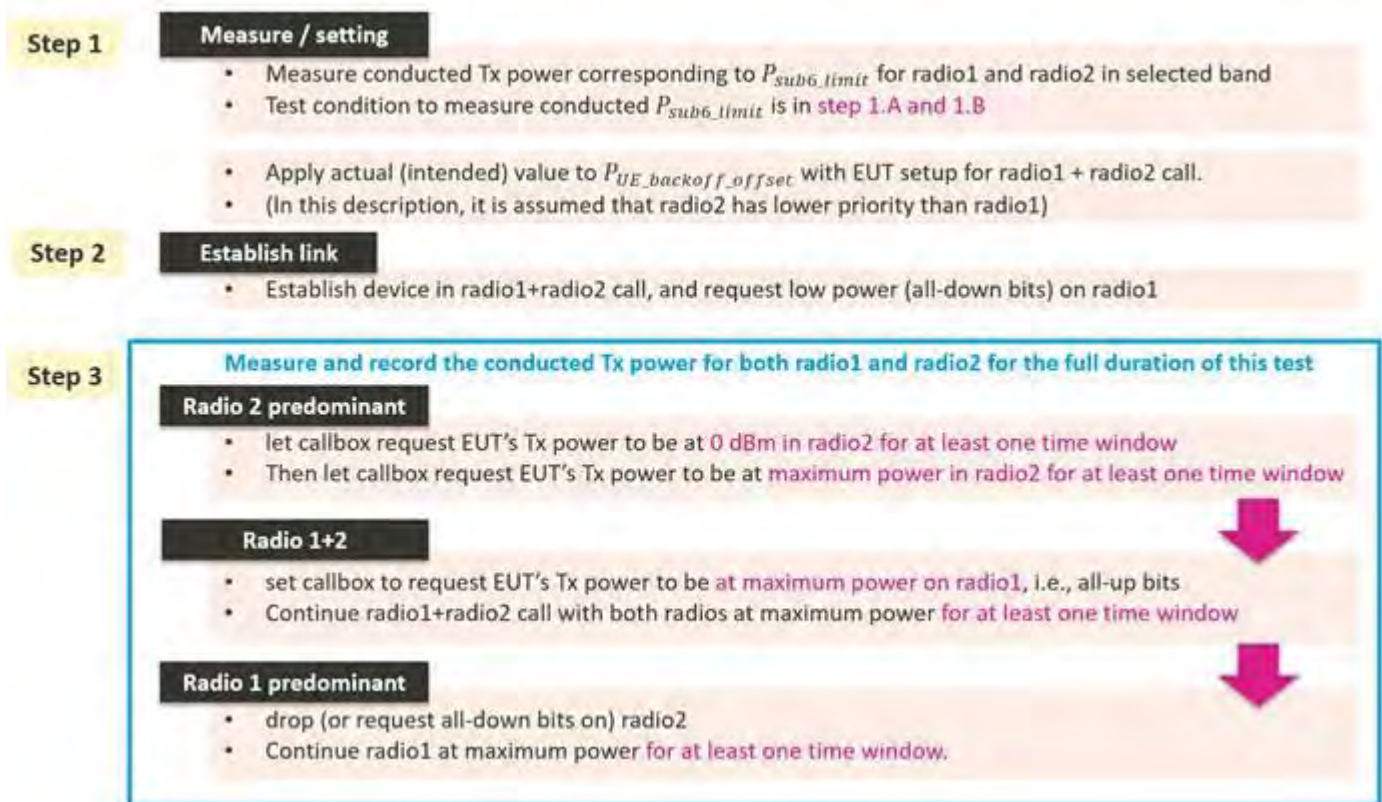 Step 1
Measure / setting
• Measure conducted Tx power corresponding to P_sub6_limit for radio1 and radio2 in selected band
• Test condition to measure conducted P_sub6_limit is in step 1.A and 1.B
• Apply actual (intended) value to P_UE_backoff_offset with EUT setup for radio1 + radio2 call.
• (In this description, it is assumed that radio2 has lower priority than radio1)
Step 2
Establish link
• Establish device in radio1+radio2 call, and request low power (all-down bits) on radio1
Step 3
Measure and record the conducted Tx power for both radio1 and radio2 for the full duration of this test
Radio 2 predominant
• let callbox request EUT's Tx power to be at 0 dBm in radio2 for at least one time window
• Then let callbox request EUT's Tx power to be at maximum power in radio2 for at least one time window
Radio 1+2
• set callbox to request EUT's Tx power to be at maximum power on radio1, i.e., all-up bits
• Continue radio1+radio2 call with both radios at maximum power for at least one time window
Radio 1 predominant
• drop (or request all-down bits on) radio2
• Continue radio1 at maximum power for at least one time window.